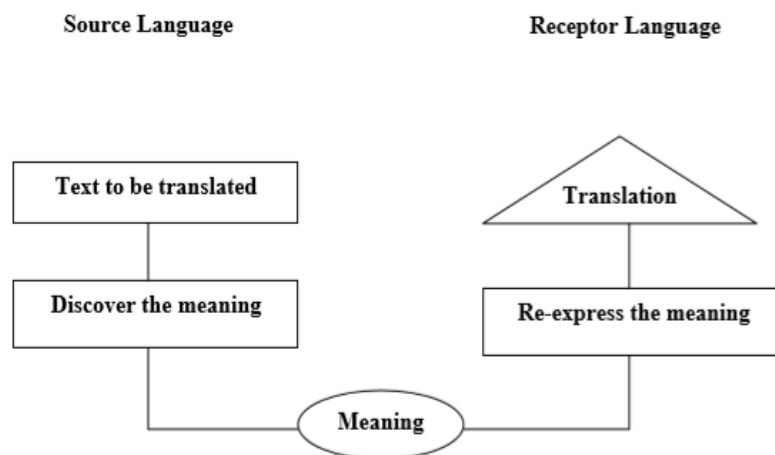 Source Language
Receptor Language
Text to be translated
Translation
Discover the meaning
Re-express the meaning
Meaning